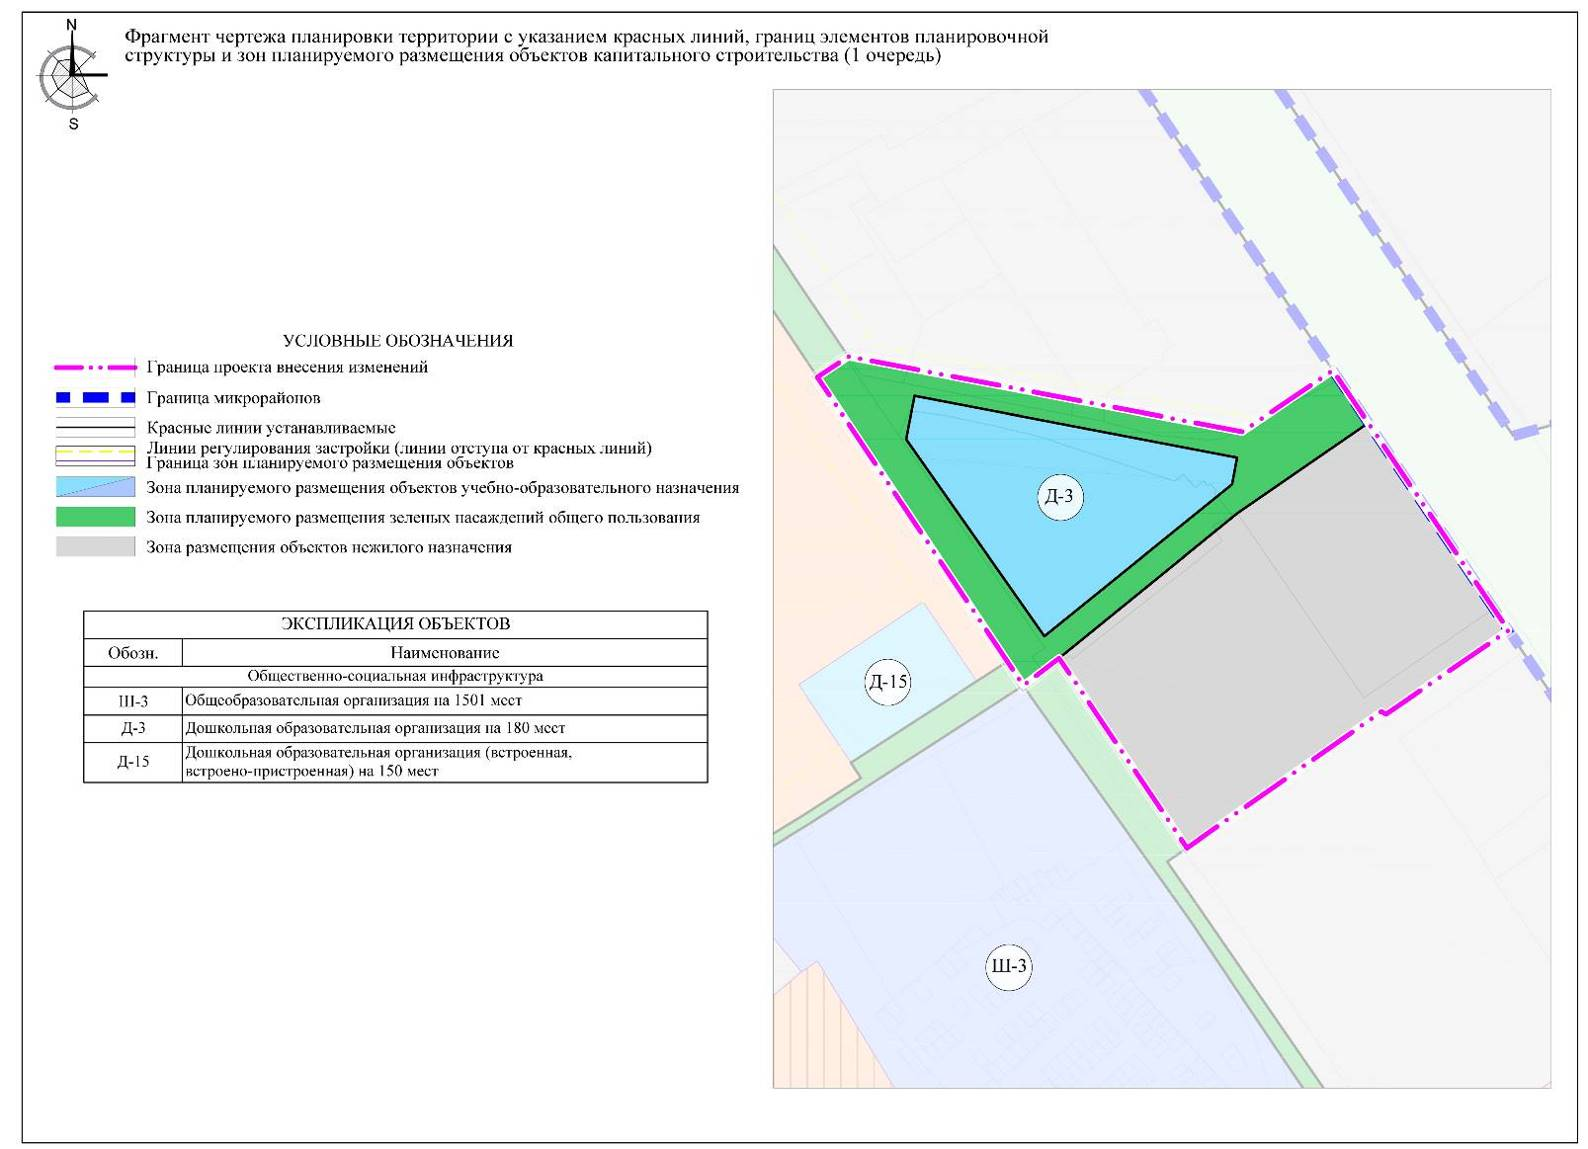 N
S
Фрагмент чертежа планировки территории с указанием красных линий, границ элементов планировочной
структуры и зон планируемого размещения объектов капитального строительства (1 очередь)
УСЛОВНЫЕ ОБОЗНАЧЕНИЯ
Граница проекта внесения изменений
Граница микрорайонов
Красные линии устанавливаемые
Линии регулирования застройки (линии отступа от красных линий)
Граница зон планируемого размещения объектов
Зона планируемого размещения объектов учебно-образовательного назначения
Зона планируемого размещения зеленых насаждений общего пользования
Зона размещения объектов нежилого назначения
ЭКСПЛИКАЦИЯ ОБЪЕКТОВ
Обозн. Наименование
Общественно-социальная инфраструктура
Ш-3 Общеобразовательная организация на 1501 мест
Д-3 Дошкольная образовательная организация на 180 мест
Д-15 Дошкольная образовательная организация (встроенная,
встроено-пристроенная) на 150 мест
Д-3
Д-15
Ш-3